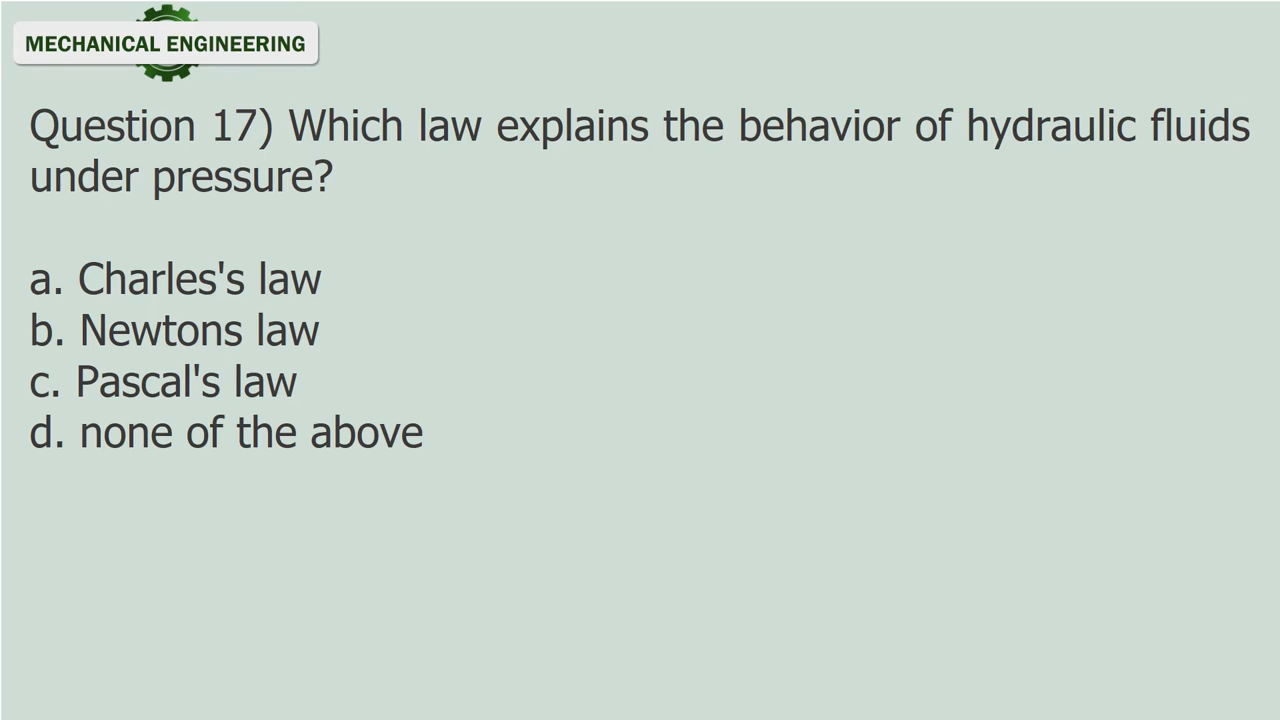 MECHANICAL ENGINEERING
Question 17) Which law explains the behavior of hydraulic fluids
under pressure?
a. Charles's law
b. Newtons law
c. Pascal's law
d. none of the above